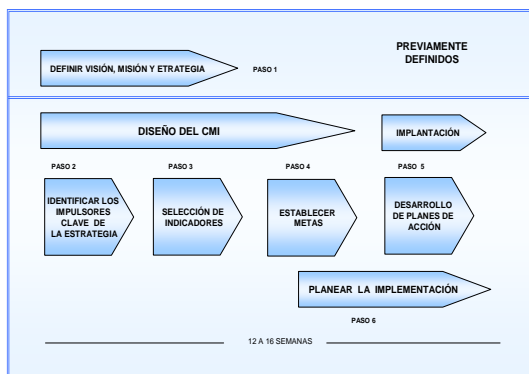 PREVIAMENTE
DEFINIDOS
DEFINIR VISIÓN, MISIÓN Y ETRATEGIA
PASO 1
DISEÑO DEL CMI
IMPLANTACIÓN
PASO 2
PASO 3
PASO 4
PASO 5
IDENTIFICAR LOS
IMPULSORES
CLAVE DE
LA ESTRATEGIA
SELECCIÓN DE
INDICADORES
ESTABLECER
METAS
DESARROLLO
DE PLANES DE
ACCIÓN
PLANEAR LA IMPLEMENTACIÓN
PASO 6
12 A 16 SEMANAS